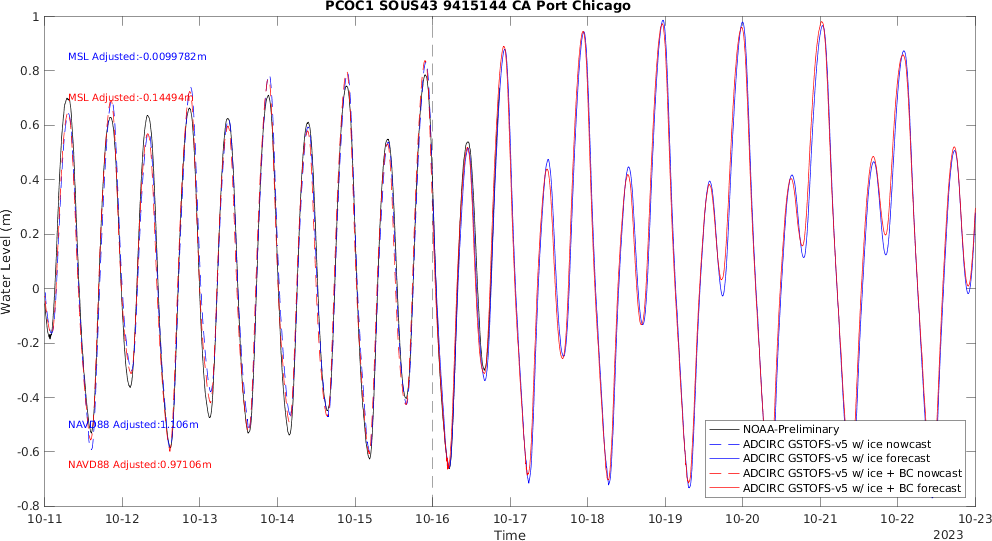 PCOC1 SOUS43 9415144 CA Port Chicago
Water Level (m)
1
0.8
0.6
0.4
0.2
0
-0.2
-0.4
-0.6
-0.8
MSL Adjusted:-0.0099782m
MSL Adjusted:-0.14494m
NAVD88 Adjusted:1.106m
NAVD88 Adjusted:0.97106m
NOAA-Preliminary
ADCIRC GSTOFS-v5 w/ ice nowcast
ADCIRC GSTOFS-v5 w/ ice forecast
ADCIRC GSTOFS-v5 w/ ice + BC nowcast
ADCIRC GSTOFS-v5 w/ ice + BC forecast
10-11 10-12 10-13 10-14 10-15 10-16 10-17 10-18 10-19 10-20 10-21 10-22 10-23
Time
2023